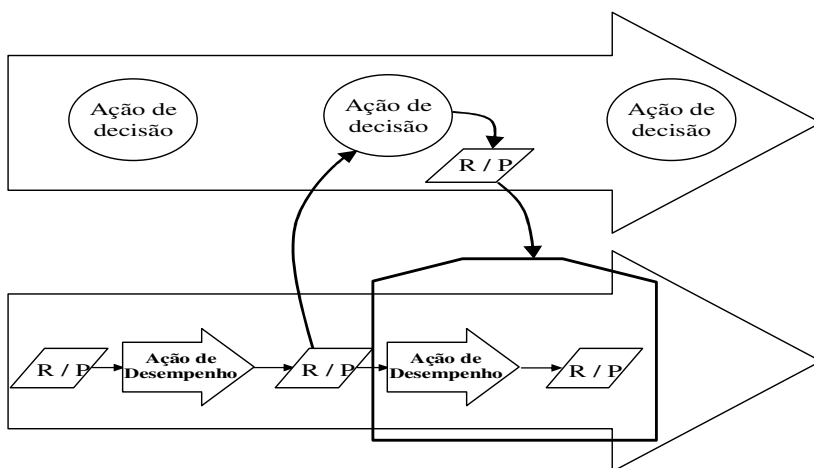 Ação de
decisão
Ação de
decisão
Ação de
decisão
R / P
R / P
Ação de
Desempenho
R / P
Ação de
Desempenho
R / P